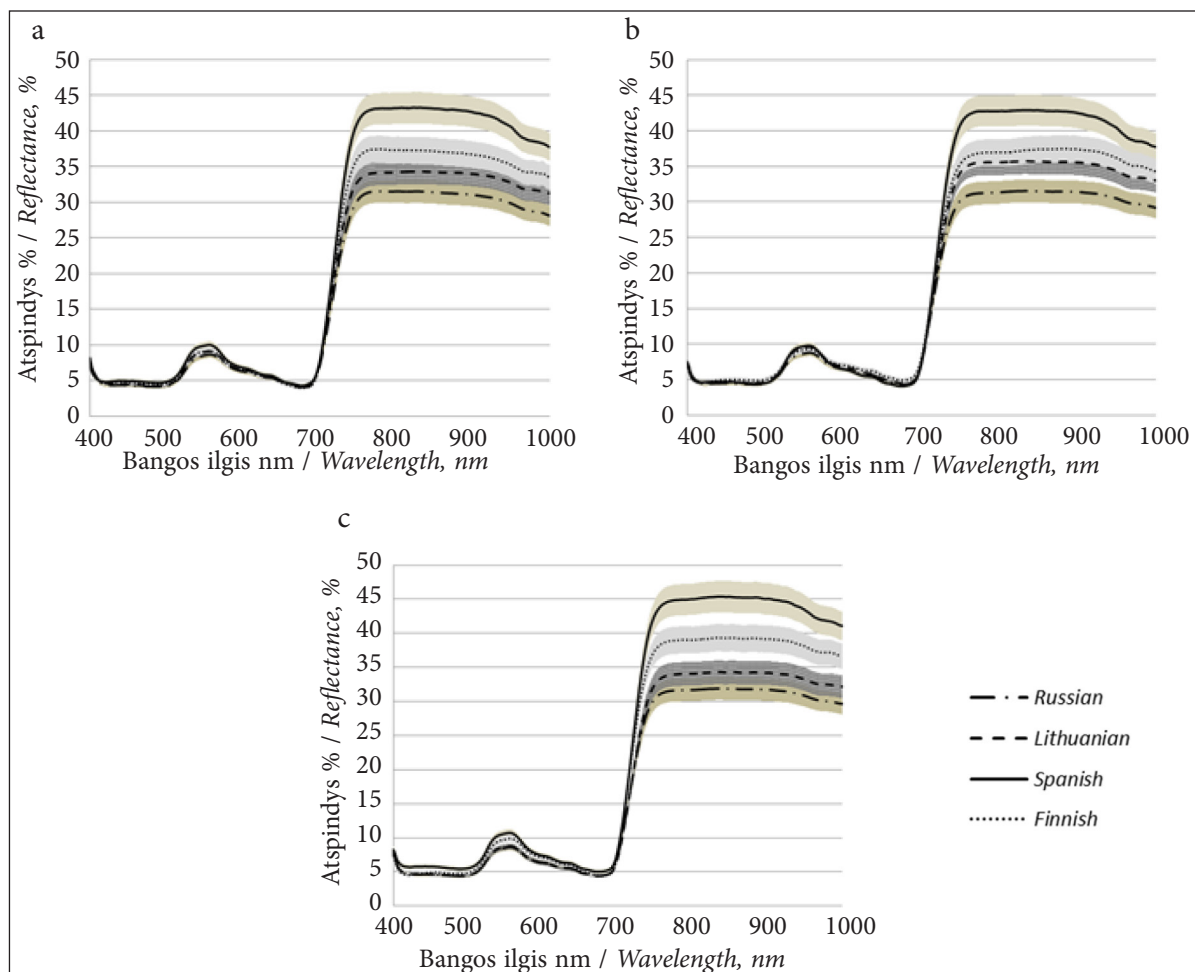 a
50
45
40
35
30
25
20
15
10
5
0
Atspindys % / Reflectance, %
400 500 600 700 800 900 1000
Bangos ilgis nm / Wavelength, nm
b
50
45
40
35
30
25
20
15
10
5
0
Atspindys % / Reflectance, %
400 500 600 700 800 900 1000
Bangos ilgis nm / Wavelength, nm
c
50
45
40
35
30
25
20
15
10
5
0
Atspindys % / Reflectance, %
400 500 600 700 800 900 1000
Bangos ilgis nm / Wavelength, nm
Russian
Lithuanian
Spanish
Finnish